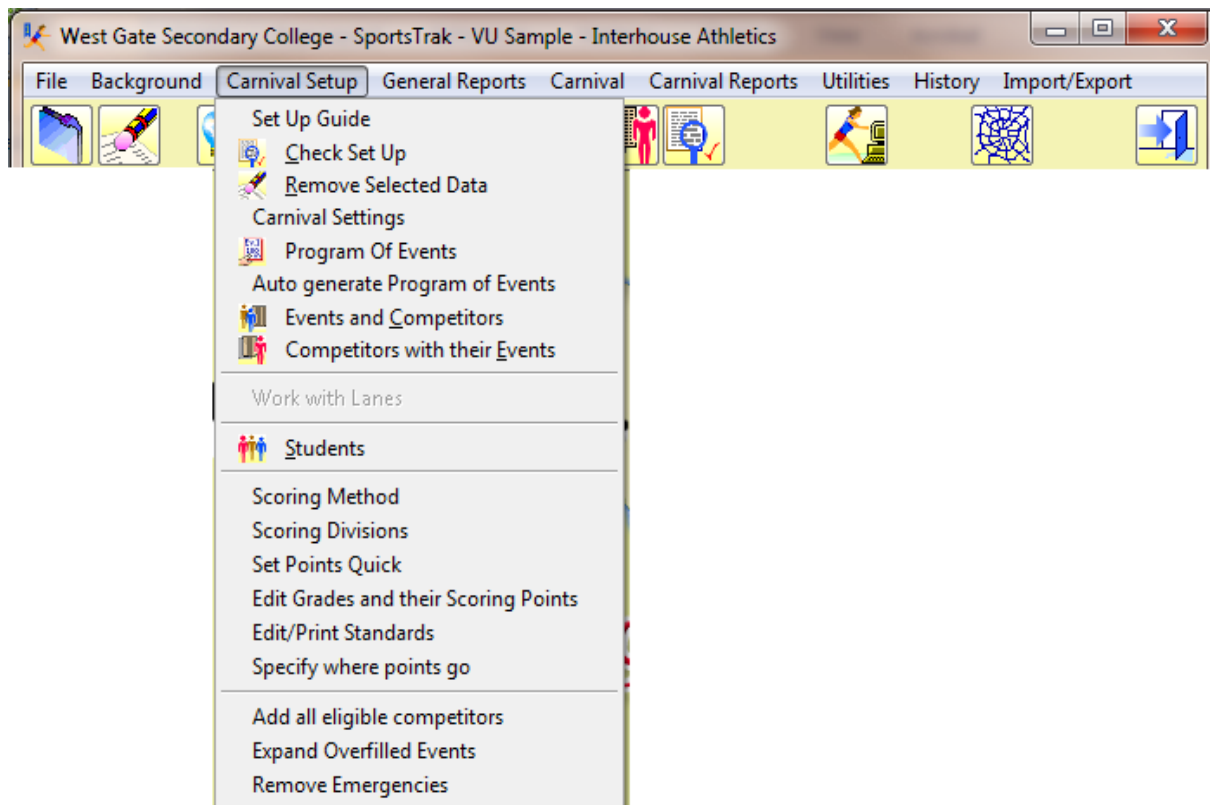 West Gate Secondary College - SportsTrak - VU Sample - Interhouse Athletics
File Background Carnival Setup General Reports Carnival Carnival Reports Utilities History Import/Export
Set Up Guide
Check Set Up
Remove Selected Data
Carnival Settings
Program Of Events
Auto generate Program of Events
Events and Competitors
Competitors with their Events
Work with Lanes
Students
Scoring Method
Scoring Divisions
Set Points Quick
Edit Grades and their Scoring Points
Edit/Print Standards
Specify where points go
Add all eligible competitors
Expand Overfilled Events
Remove Emergencies